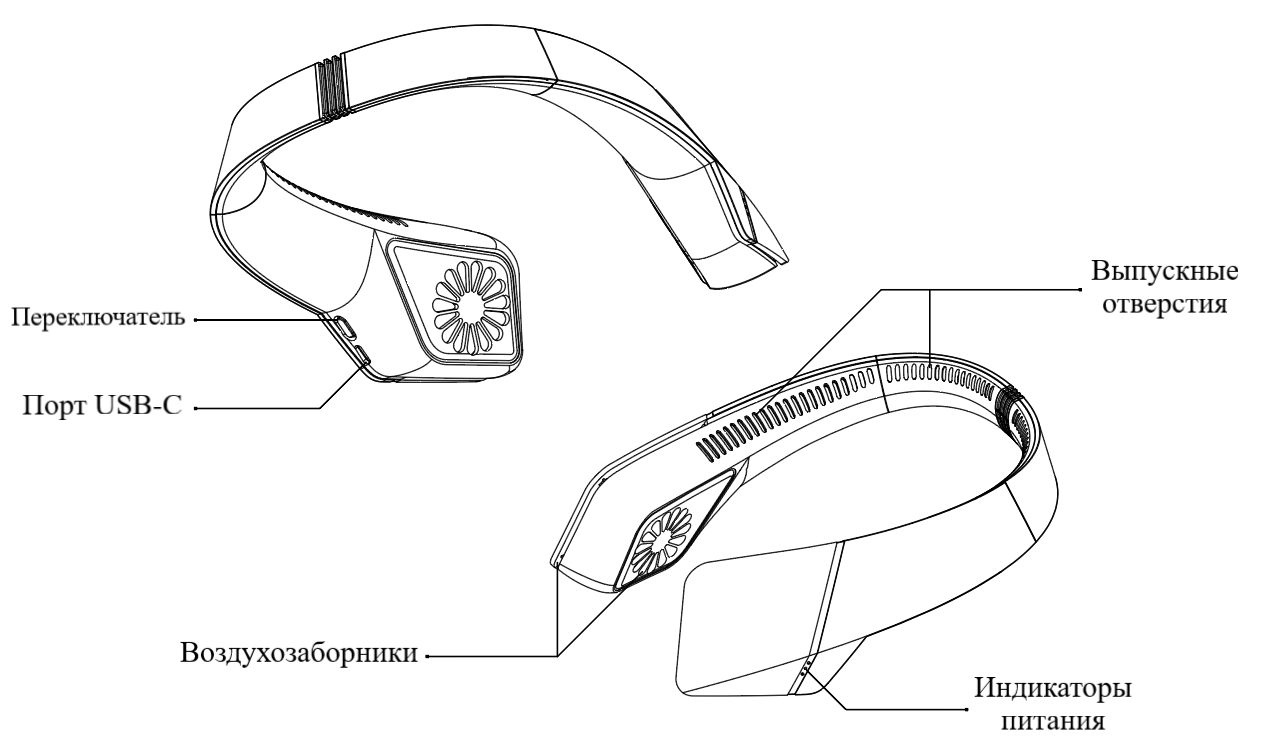 Выпускные
отверстия
Переключатель
Порт USB-C
Воздухозаборники
Индикаторы
питания